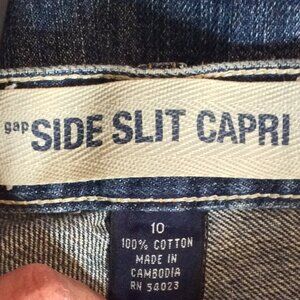 gap SIDE SLIT CAPRI
10
100% COTTON
MADE IN
CAMBODIA
RN 54023